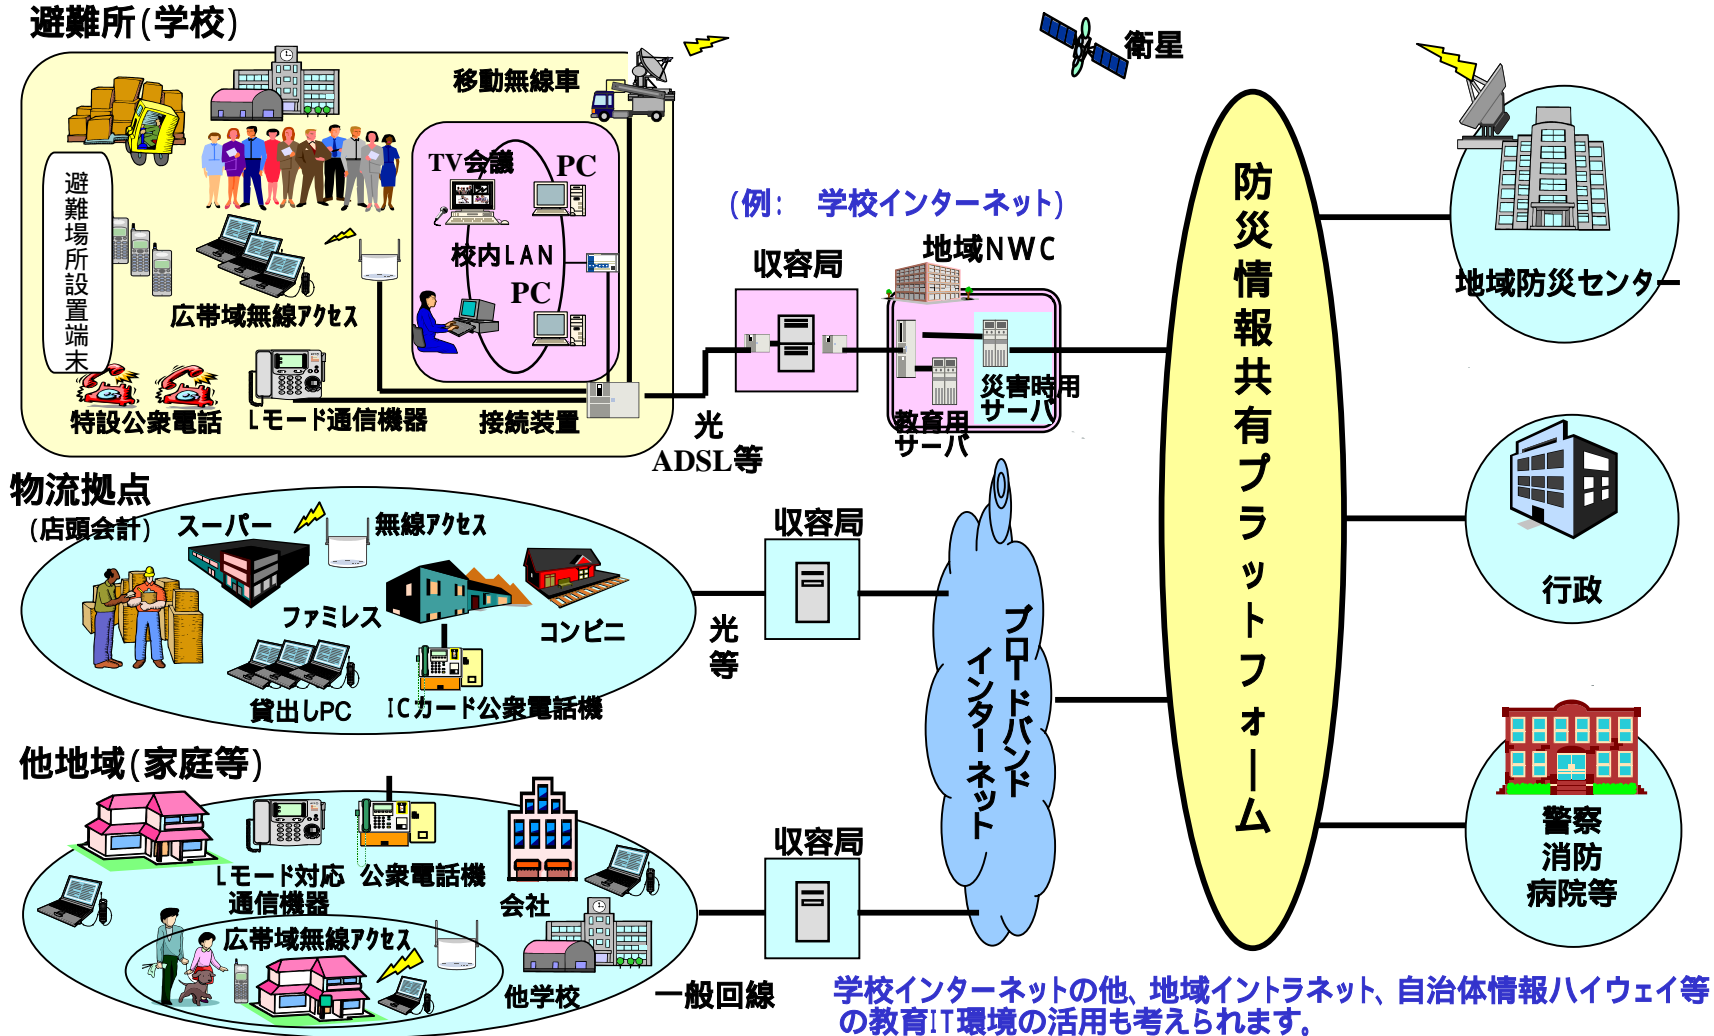 避難所(学校)
移動無線車
衛星
TV会議
PC
校内LAN
PC
避難場所設置端末
広帯域無線アクセス
特設公衆電話
Lモード通信機器
接続装置
光
ADSL等
(例： 学校インターネット)
収容局
地域NWC
災害時用
サーバ
教育用
サーバ
防災情報共有プラットフォーム
地域防災センター
行政
警察
消防
病院等
物流拠点
(店頭会計)
スーパー
無線アクセス
ファミレス
コンビニ
貸出しPC
ICカード公衆電話機
光
等
収容局
ブロードバンド
インターネット
他地域(家庭等)
Lモード対応
通信機器
公衆電話機
会社
広帯域無線アクセス
他学校
一般回線
収容局
学校インターネットの他、地域イントラネット、自治体情報ハイウェイ等
の教育IT環境の活用も考えられます。